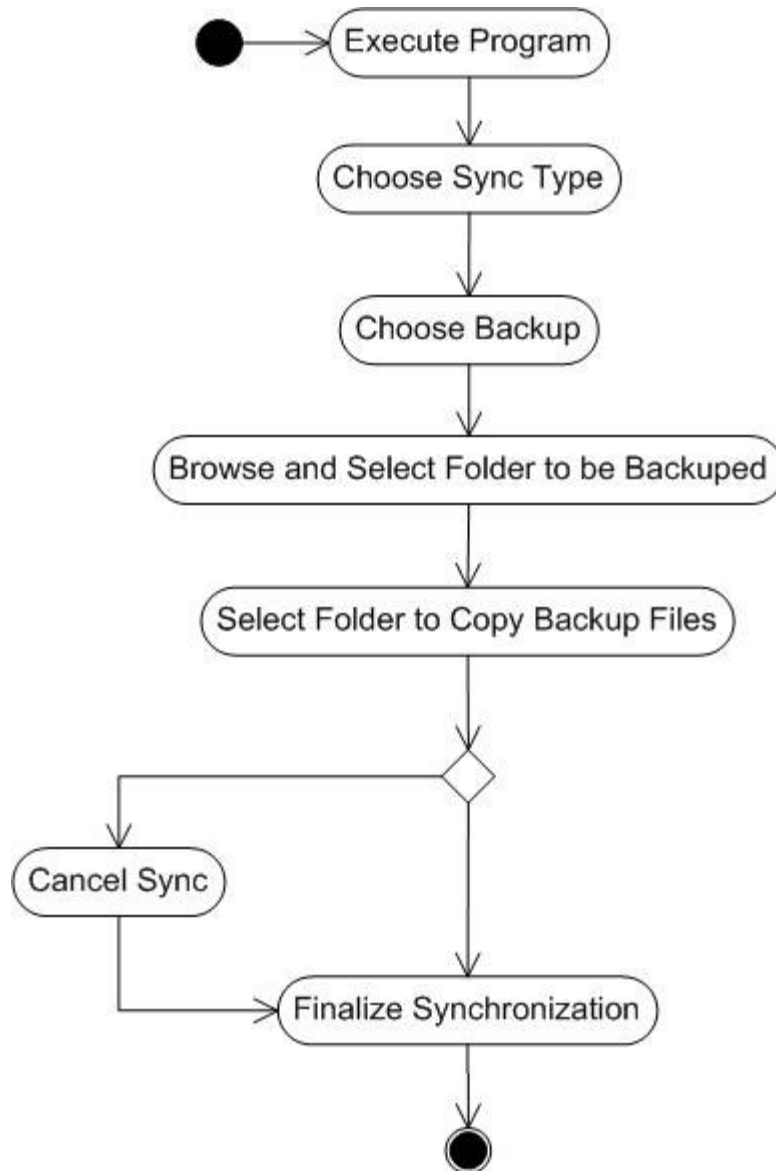 Execute Program
Choose Sync Type
Choose Backup
Browse and Select Folder to be Backuped
Select Folder to Copy Backup Files
Cancel Sync
Finalize Synchronization